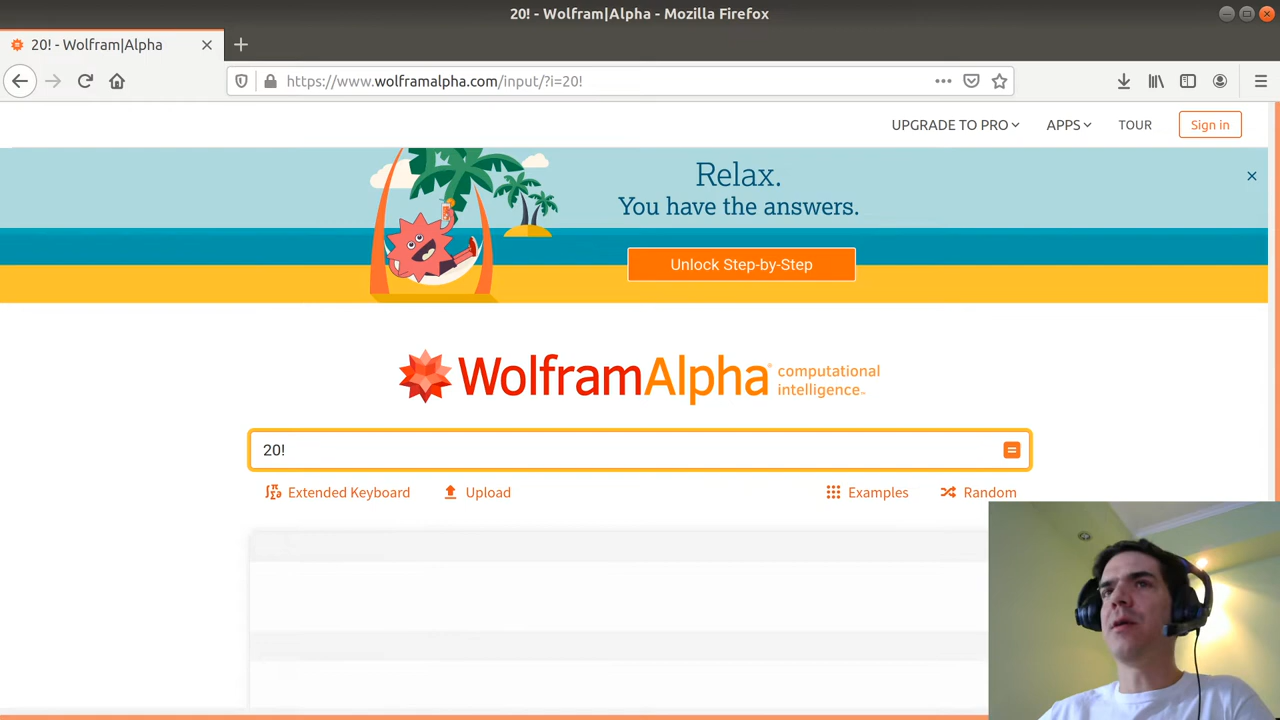 20! - Wolfram|Alpha - Mozilla Firefox
20! - Wolfram|Alpha
https://www.wolframalpha.com/input/?i=20!
UPGRADE TO PRO APPS TOUR Sign in
Relax.
You have the answers.
Unlock Step-by-Step
WolframAlpha computational
intelligence™
20!
Extended Keyboard Upload Examples Random